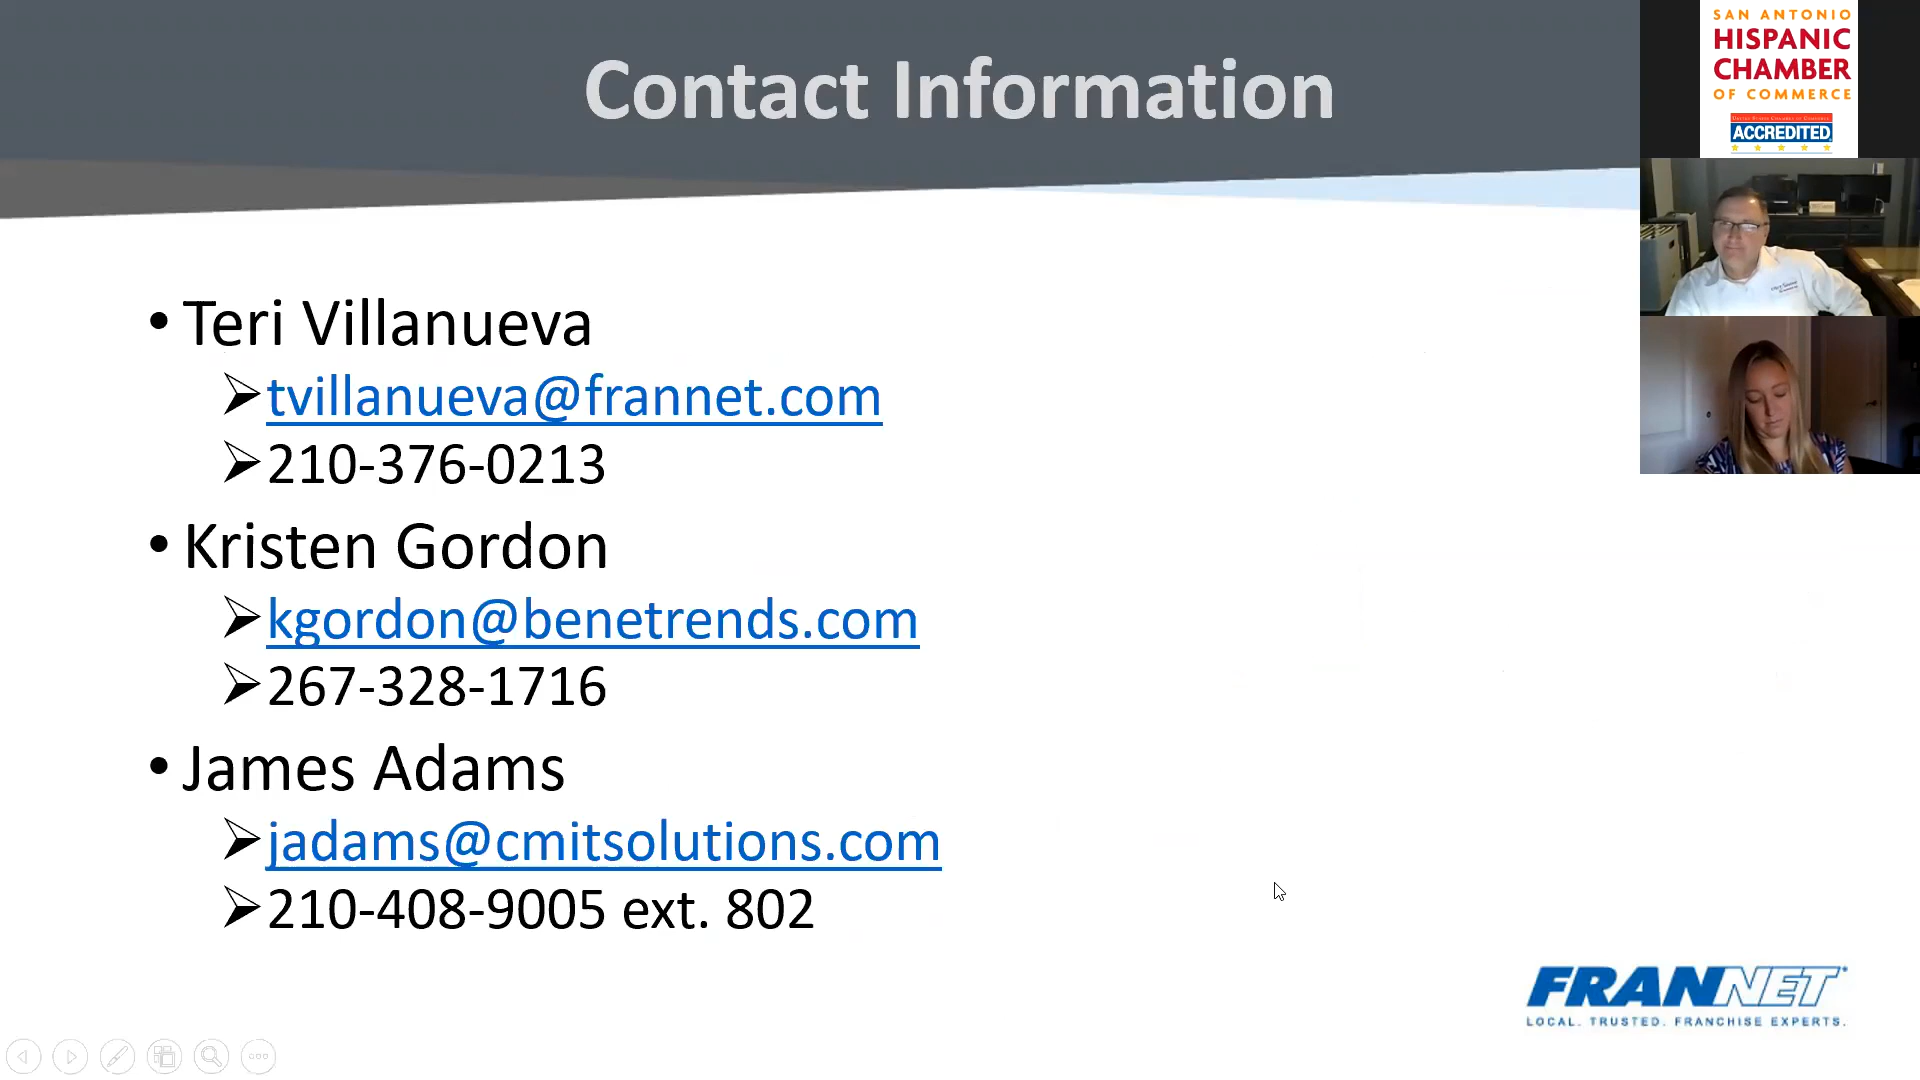 Contact Information
SAN ANTONIO
HISPANIC
CHAMBER
OF COMMERCE
ACCREDITED
• Teri Villanueva
➢tvillanueva@frannet.com
➢210-376-0213
• Kristen Gordon
➢kgordon@benetrends.com
➢267-328-1716
• James Adams
➢jadams@cmitsolutions.com
➢210-408-9005 ext. 802
FRANNET
LOCAL. TRUSTED. FRANCHISE EXPERTS.